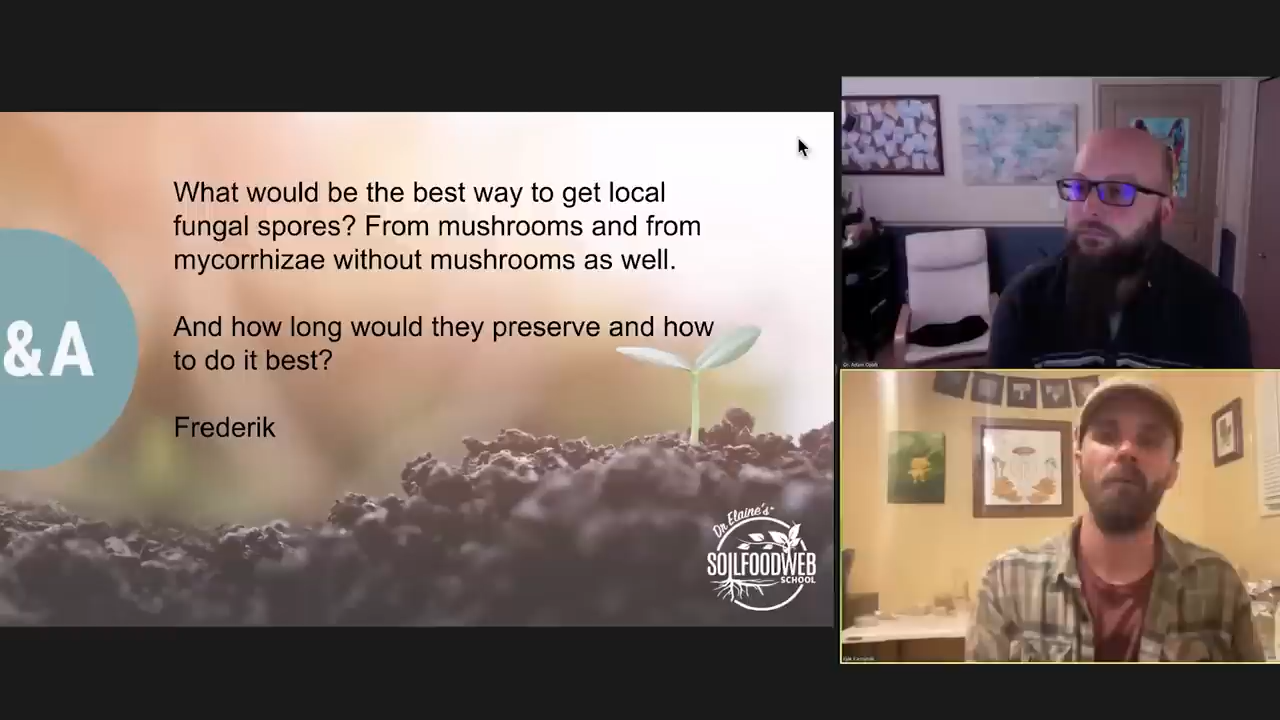 What would be the best way to get local
fungal spores? From mushrooms and from
mycorrhizae without mushrooms as well.
And how long would they preserve and how
to do it best?
Frederik
&A
Dr. Elaine's™
SOILFOODWEB
SCHOOL